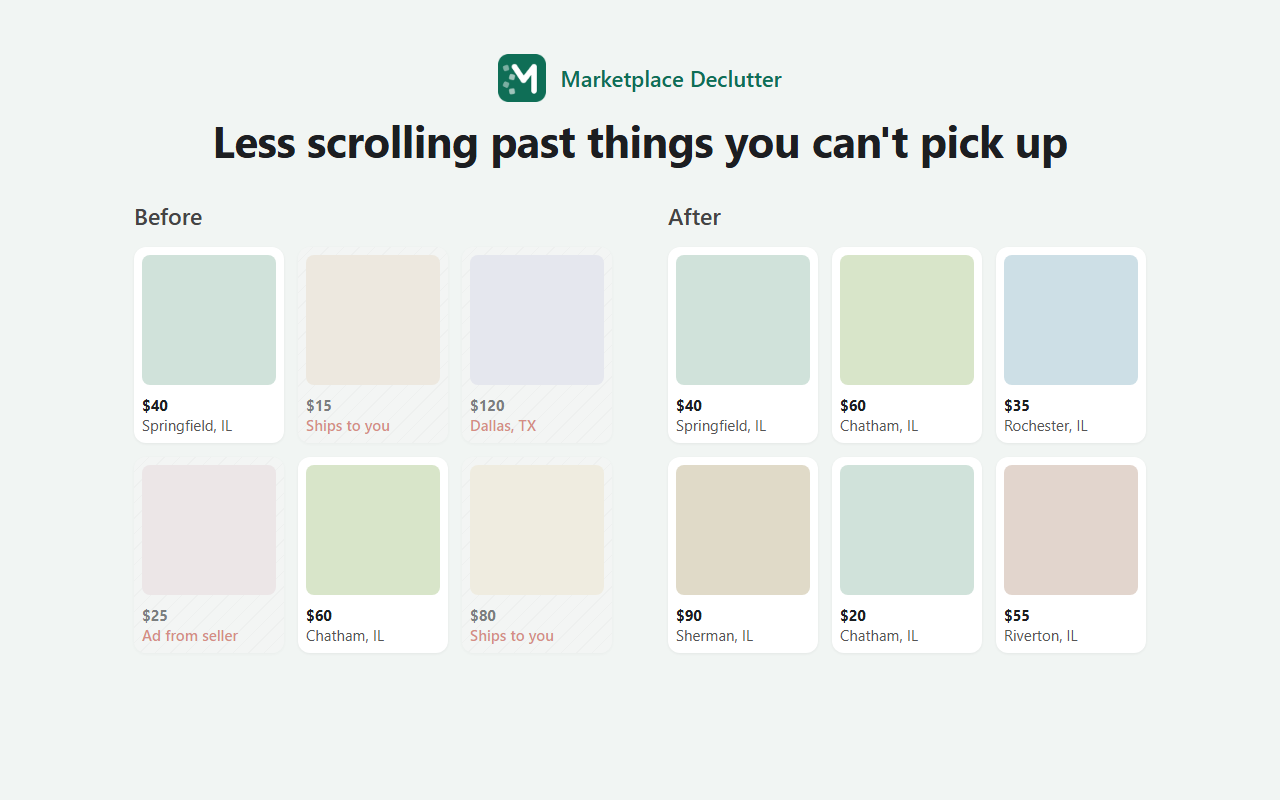 Marketplace Declutter
Less scrolling past things you can't pick up
Before
$40
Springfield, IL
$15
Ships to you
$120
Dallas, TX
$25
Ad from seller
$60
Chatham, IL
$80
Ships to you
After
$40
Springfield, IL
$60
Chatham, IL
$35
Rochester, IL
$90
Sherman, IL
$20
Chatham, IL
$55
Riverton, IL